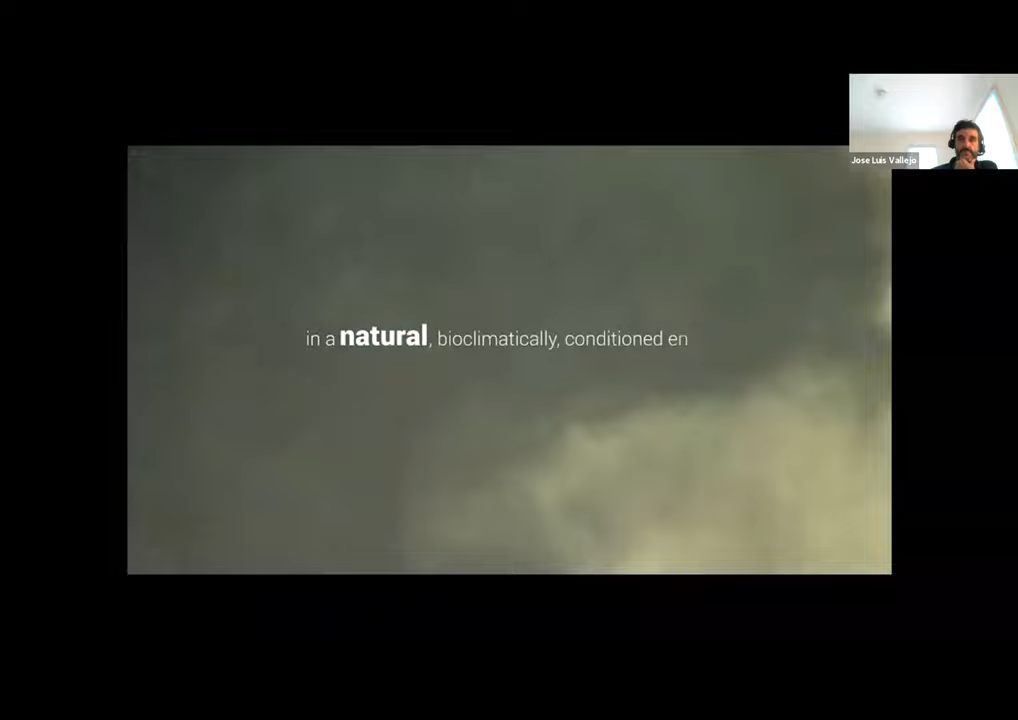 Jose Luis Vallejo
in a natural, bioclimatically, conditioned en